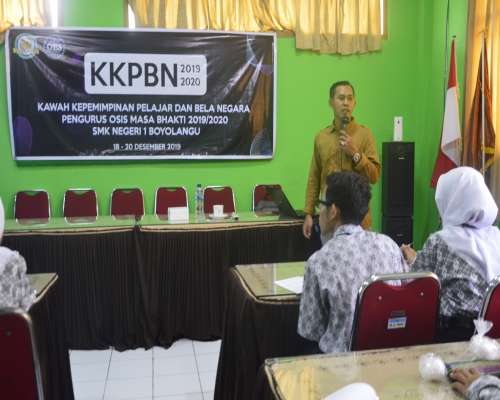 OSIS
KKPBN 2019
2020
KAWAH KEPEMIMPINAN PELAJAR DAN BELA NEGARA
PENGURUS OSIS MASA BHAKTI 2019/2020
SMK NEGERI 1 BOYOLANGU
18 - 20 DESEMBER 2019